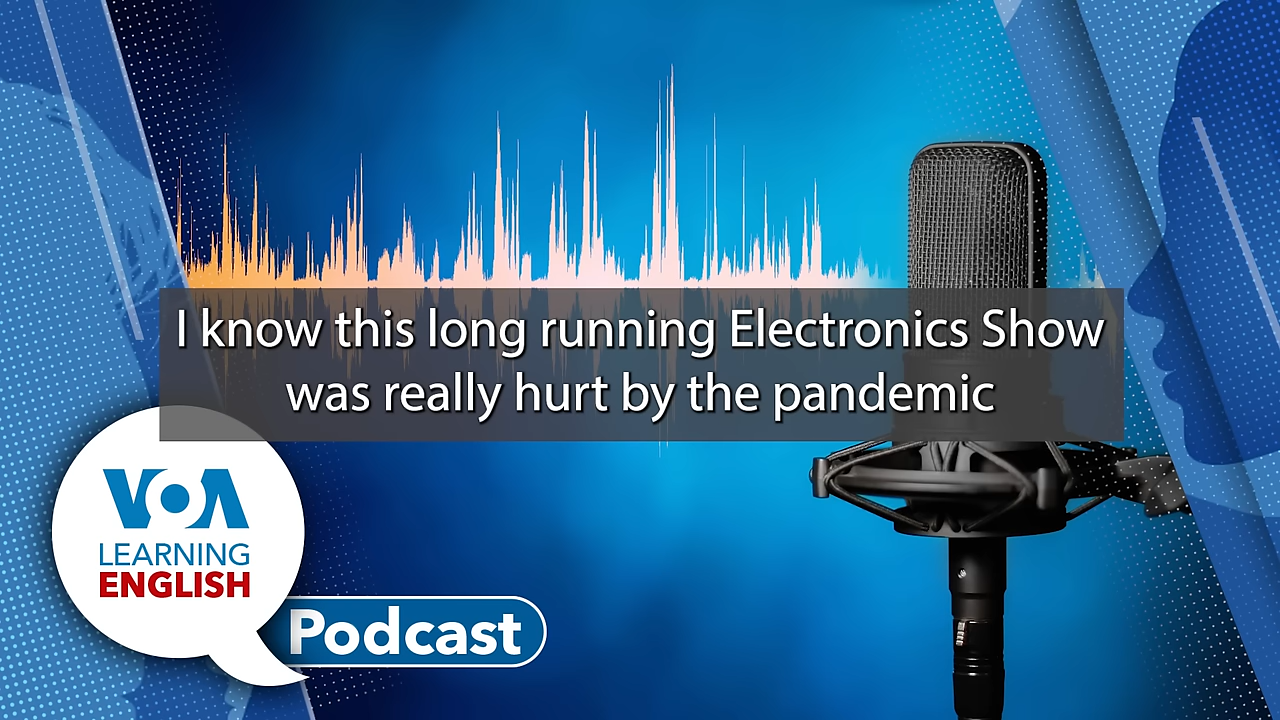 I know this long running Electronics Show
was really hurt by the pandemic
VOA
LEARNING
ENGLISH
Podcast